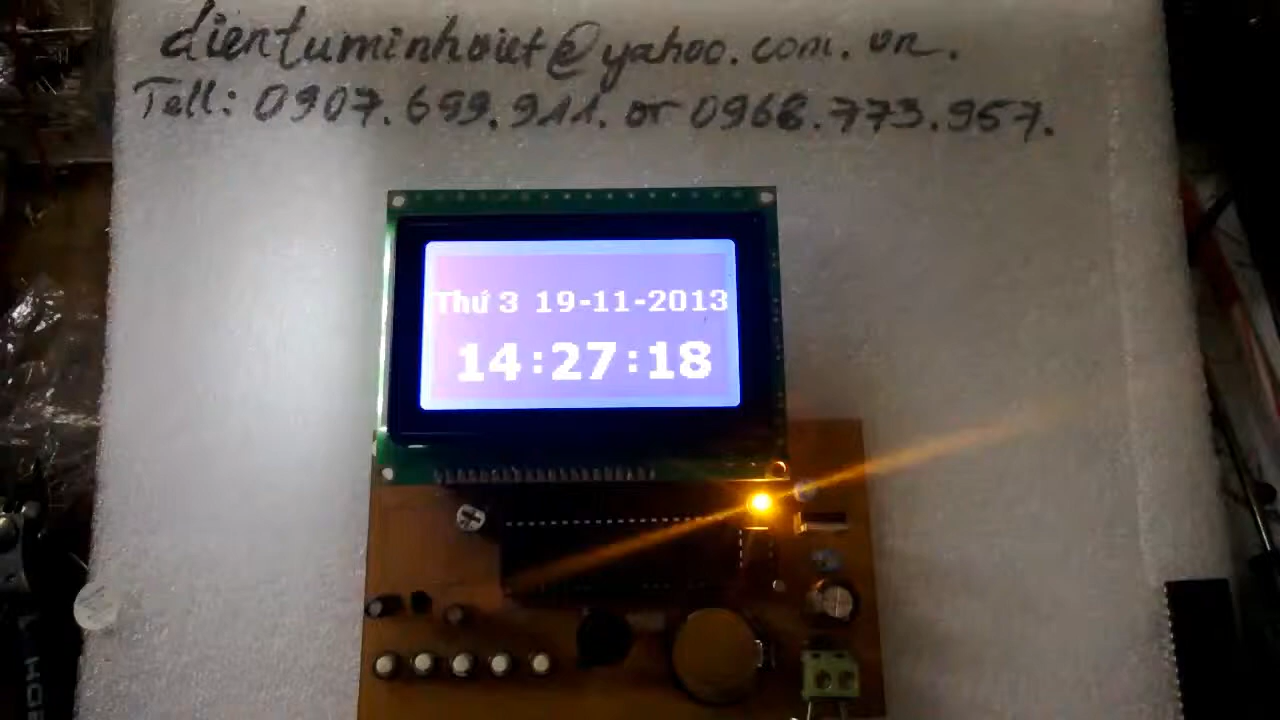 dientuminhviet@yahoo.com.vn.
Tell: 0907.699.911. or 0968.773.957.
Thứ 3 19-11-2013
14:27:18